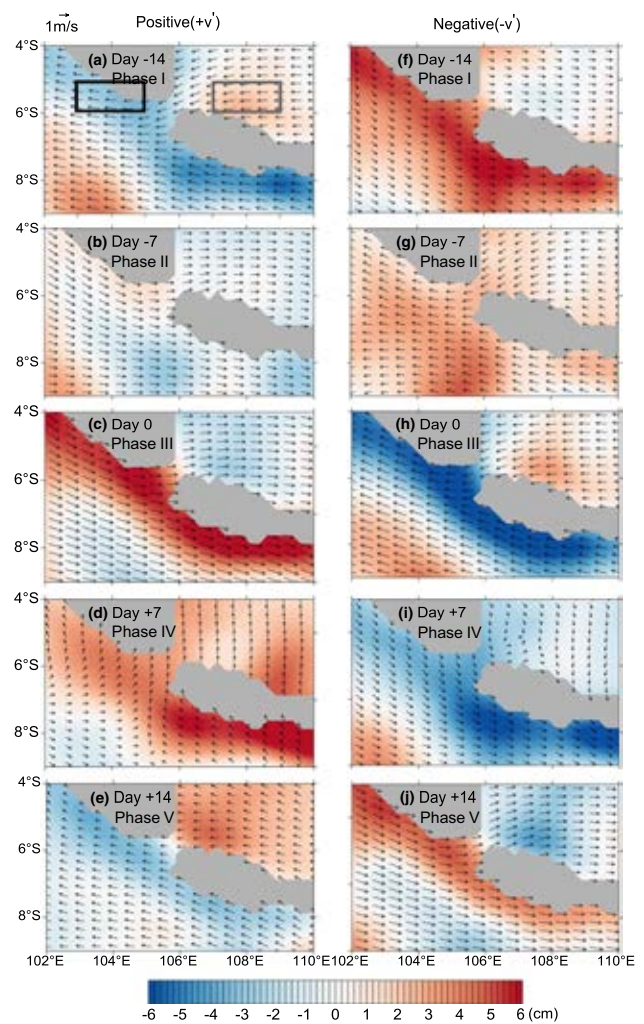 Positive(+v')
Negative(-v')
1m/s
4°S
6°S
8°S
(a) Day -14
Phase I
(f) Day -14
Phase I
4°S
6°S
8°S
(b) Day -7
Phase II
(g) Day -7
Phase II
4°S
6°S
8°S
(c) Day 0
Phase III
(h) Day 0
Phase III
4°S
6°S
8°S
(d) Day +7
Phase IV
(i) Day +7
Phase IV
4°S
6°S
8°S
(e) Day +14
Phase V
(j) Day +14
Phase V
102°E 104°E 106°E 108°E 110°E 102°E 104°E 106°E 108°E 110°E
-6 -5 -4 -3 -2 -1 0 1 2 3 4 5 6 (cm)